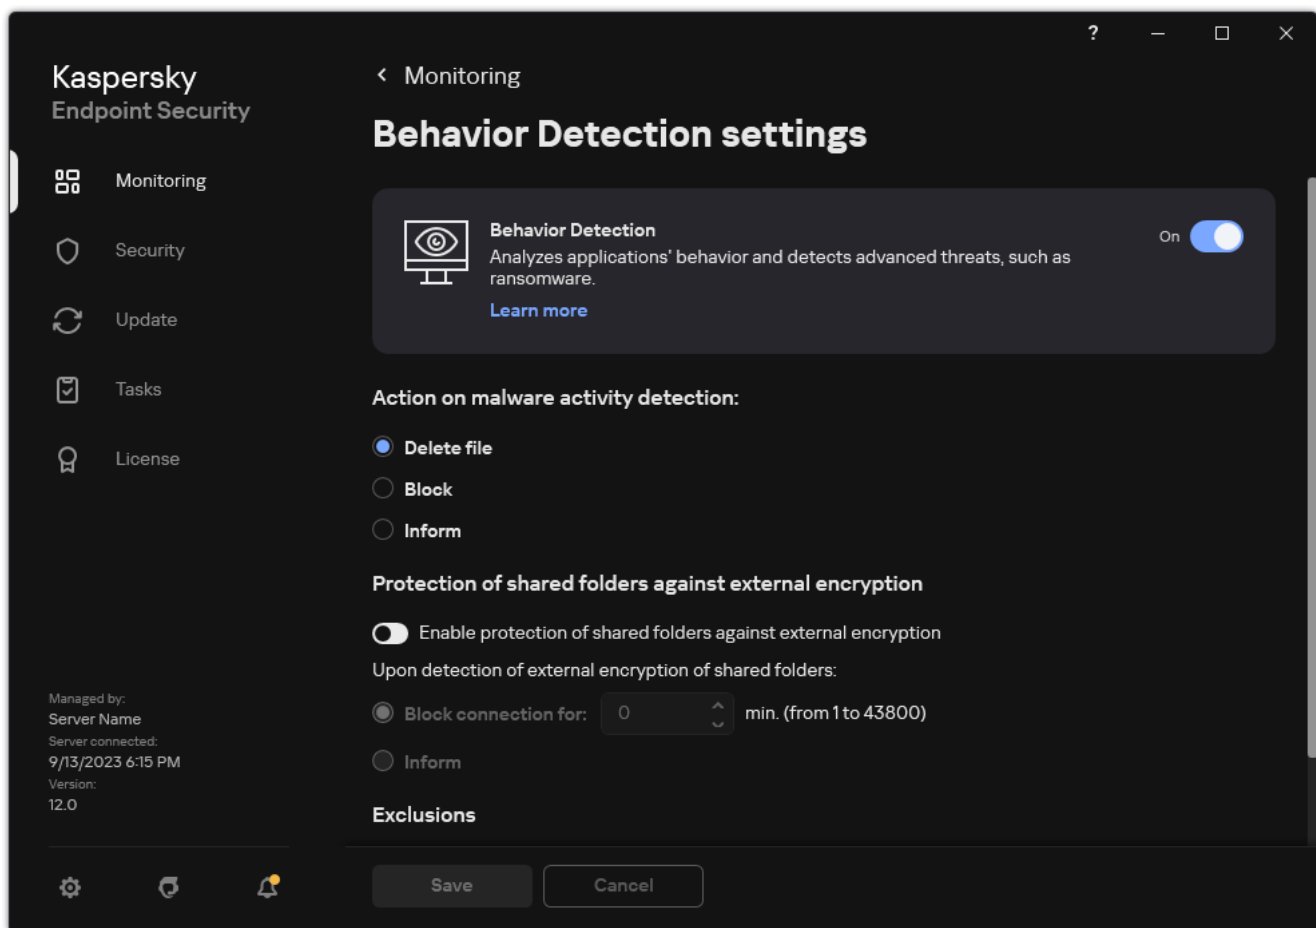 ?
Kaspersky
Endpoint Security
Monitoring
Security
Update
Tasks
License
Managed by:
Server Name
Server connected:
9/13/2023 6:15 PM
Version:
12.0
Monitoring
Behavior Detection settings
Behavior Detection
Analyzes applications' behavior and detects advanced threats, such as
ransomware.
Learn more
On
Action on malware activity detection:
Delete file
Block
Inform
Protection of shared folders against external encryption
Enable protection of shared folders against external encryption
Upon detection of external encryption of shared folders:
Block connection for: 0 min. (from 1 to 43800)
Inform
Exclusions
Save
Cancel